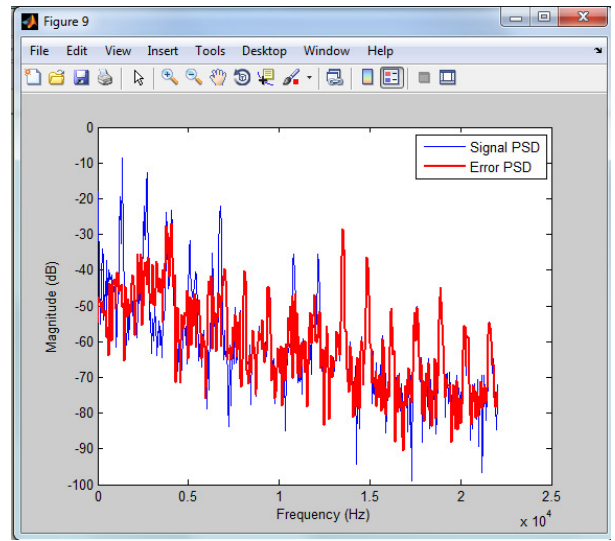 Figure 9
File Edit View Insert Tools Desktop Window Help
Signal PSD
Error PSD
0
-10
-20
-30
-40
-50
-60
-70
-80
-90
-100
Magnitude (dB)
0 0.5 1 1.5 2 2.5
x 10⁴
Frequency (Hz)